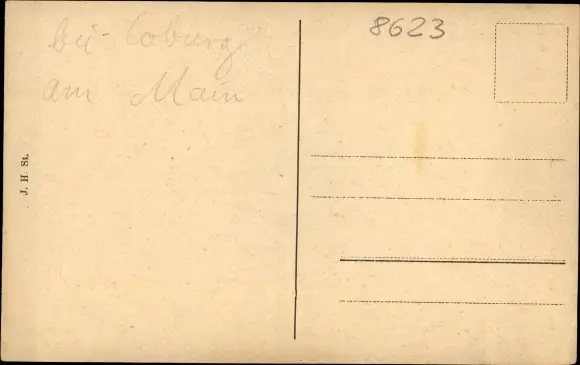 bei - Coburg
am Main
8623
J. H. St.